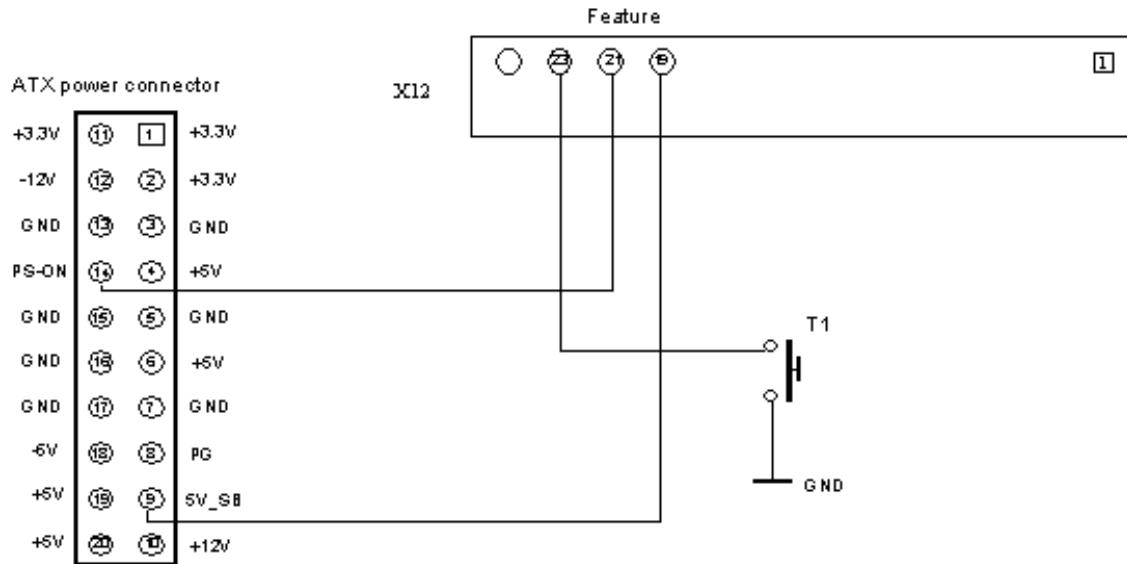 Feature
23 21 19 1
X12
ATX power connector
+3.3V 11 1 +3.3V
-12V 12 2 +3.3V
GND 13 3 GND
PS-ON 14 4 +5V
GND 15 5 GND
GND 16 6 +5V
GND 17 7 GND
-5V 18 8 PG
+5V 19 9 5V_SB
+5V 20 10 +12V
T1
GND